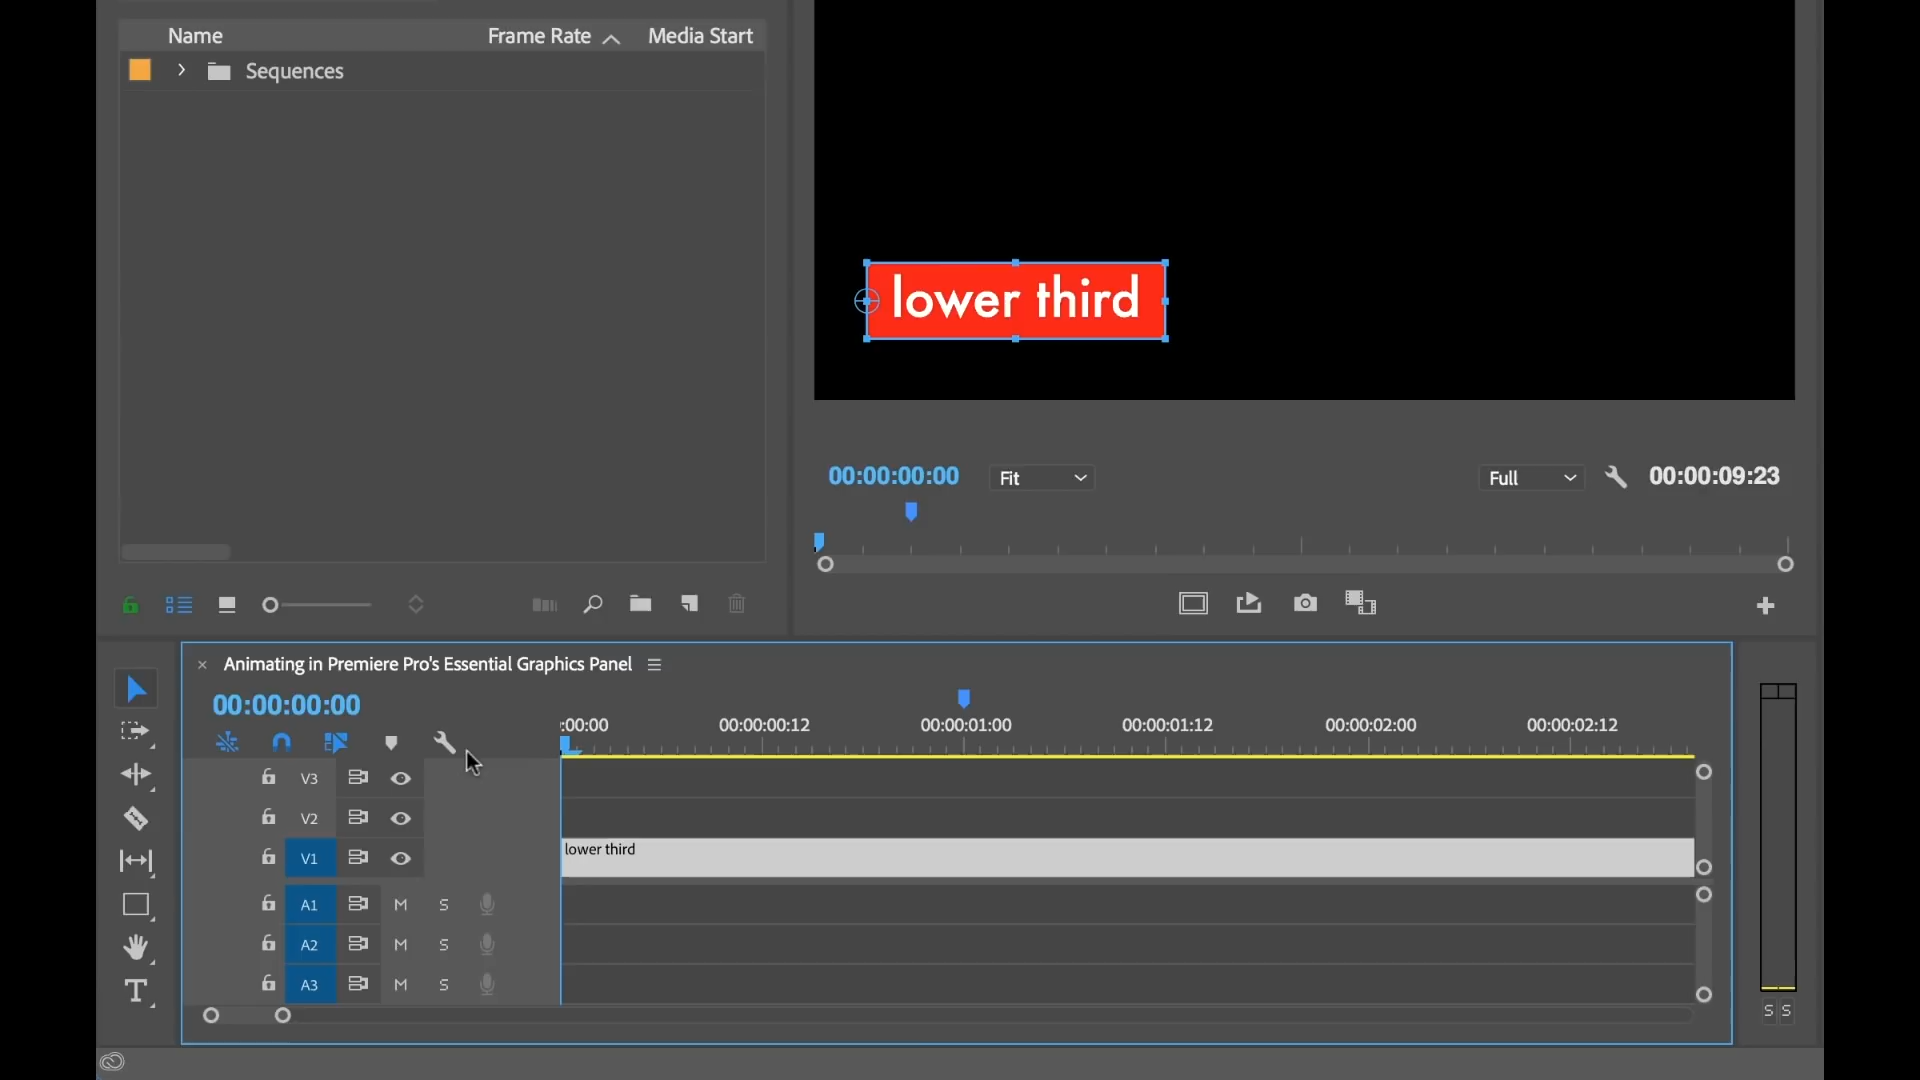 Name Frame Rate Media Start
Sequences
lower third
00:00:00:00 Fit Full 00:00:09:23
Animating in Premiere Pro's Essential Graphics Panel
00:00:00:00
:00:00 00:00:00:12 00:00:01:00 00:00:01:12 00:00:02:00 00:00:02:12
V3
V2
V1 lower third
A1 M S
A2 M S
A3 M S
S S